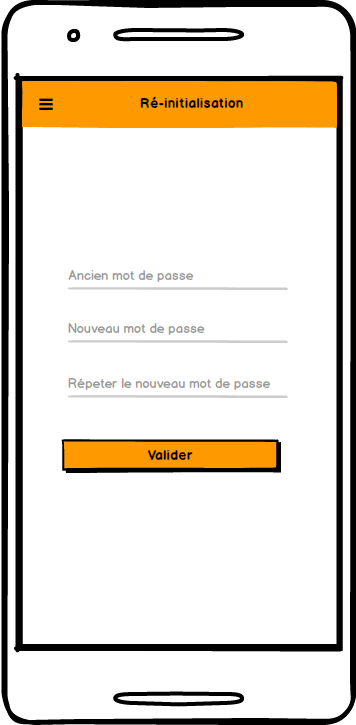 Ré-initialisation
Ancien mot de passe
Nouveau mot de passe
Répeter le nouveau mot de passe
Valider